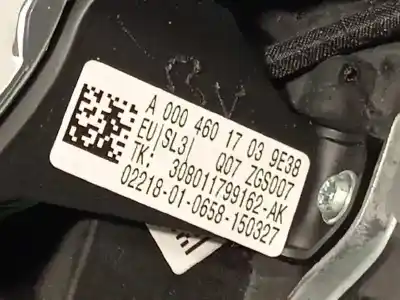 A 000 460 17 03 9E38
EU|SL3| Q07 ZGS007
TK: 308011799162-AK
02218-01-0658-150327